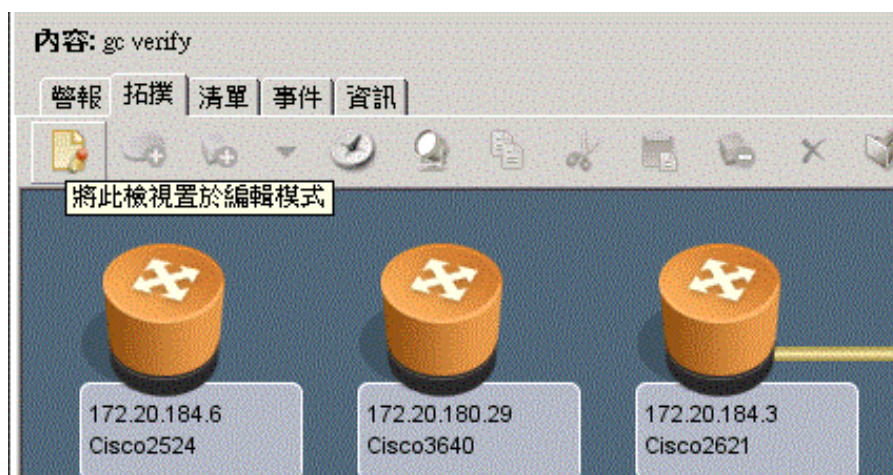 內容: gc verify
警報 拓撲 清單 事件 資訊
將此檢視置於編輯模式
172.20.184.6
Cisco2524
172.20.180.29
Cisco3640
172.20.184.3
Cisco2621